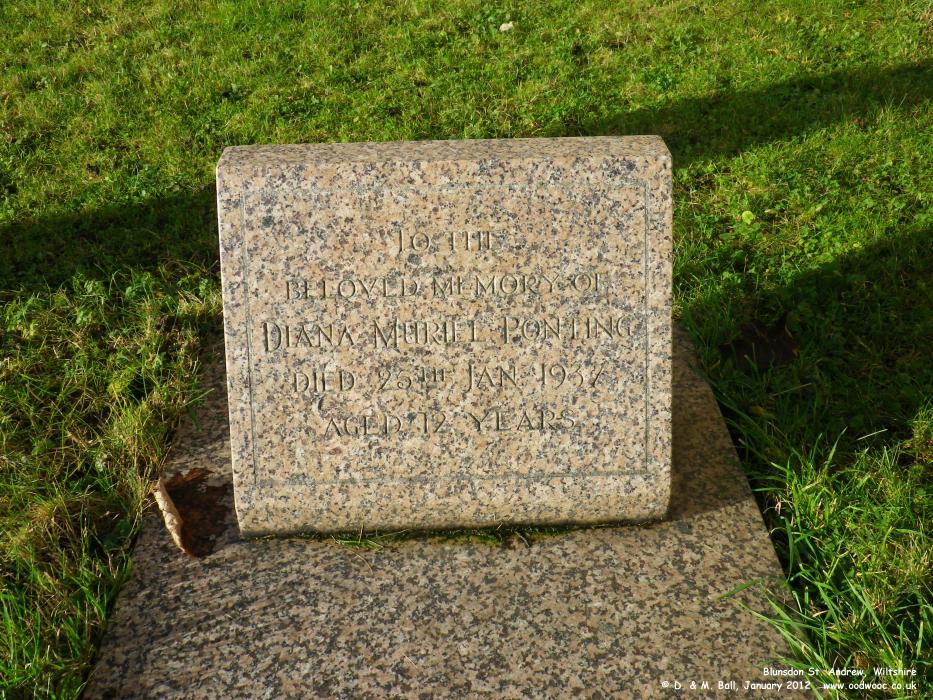 TO THE
BELOVED MEMORY OF
DIANA MURIEL PONTING
DIED 25TH JAN. 1937
AGED 12 YEARS
Blunsdon St. Andrew, Wiltshire
© D. & M. Ball, January 2012 www.oodwooc.co.uk